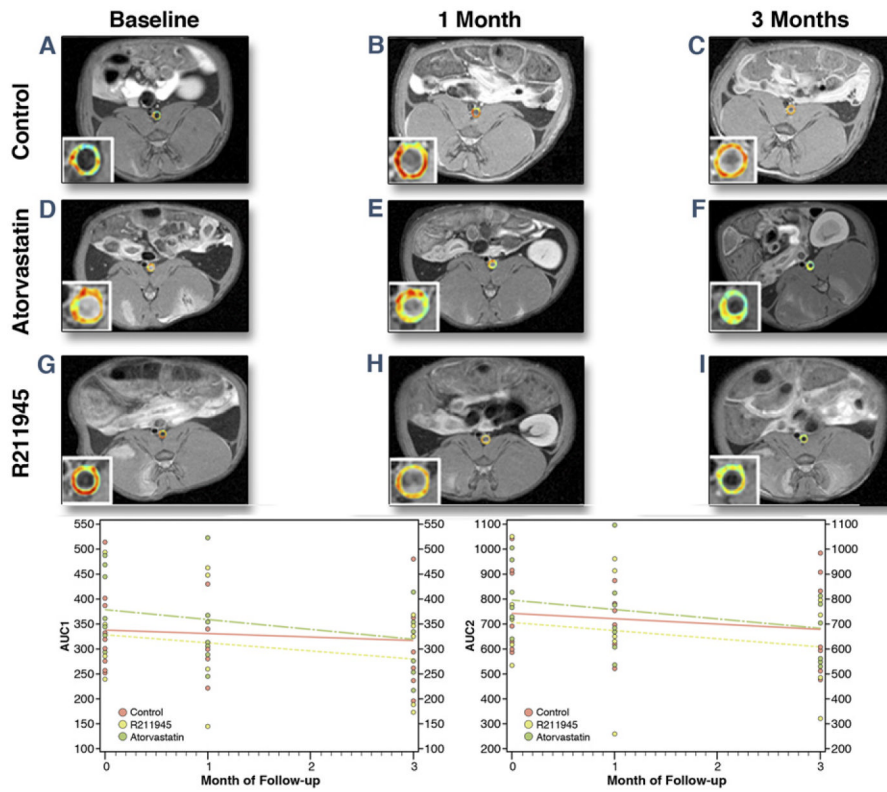 Baseline 1 Month 3 Months
Control
A B C
Atorvastatin
D E F
R211945
G H I
550 550 1100 1100
500 500 1000 1000
450 450 900 900
400 400 800 800
350 350 700 700
300 300 600 600
250 250 500 500
200 200 400 400
150 150 300 300
100 100 200 200
AUC1
AUC2
Control
R211945
Atorvastatin
Control
R211945
Atorvastatin
0 1 2 3 0 1 2 3
Month of Follow-up Month of Follow-up